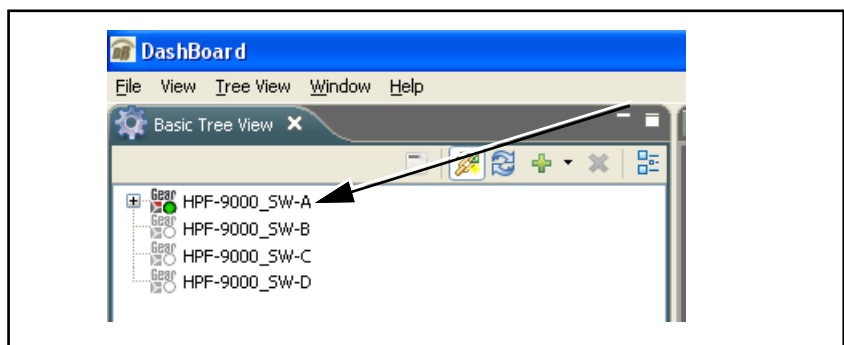 DashBoard
File View Tree View Window Help
Basic Tree View
Gear HPF-9000_SW-A
Gear HPF-9000_SW-B
Gear HPF-9000_SW-C
Gear HPF-9000_SW-D